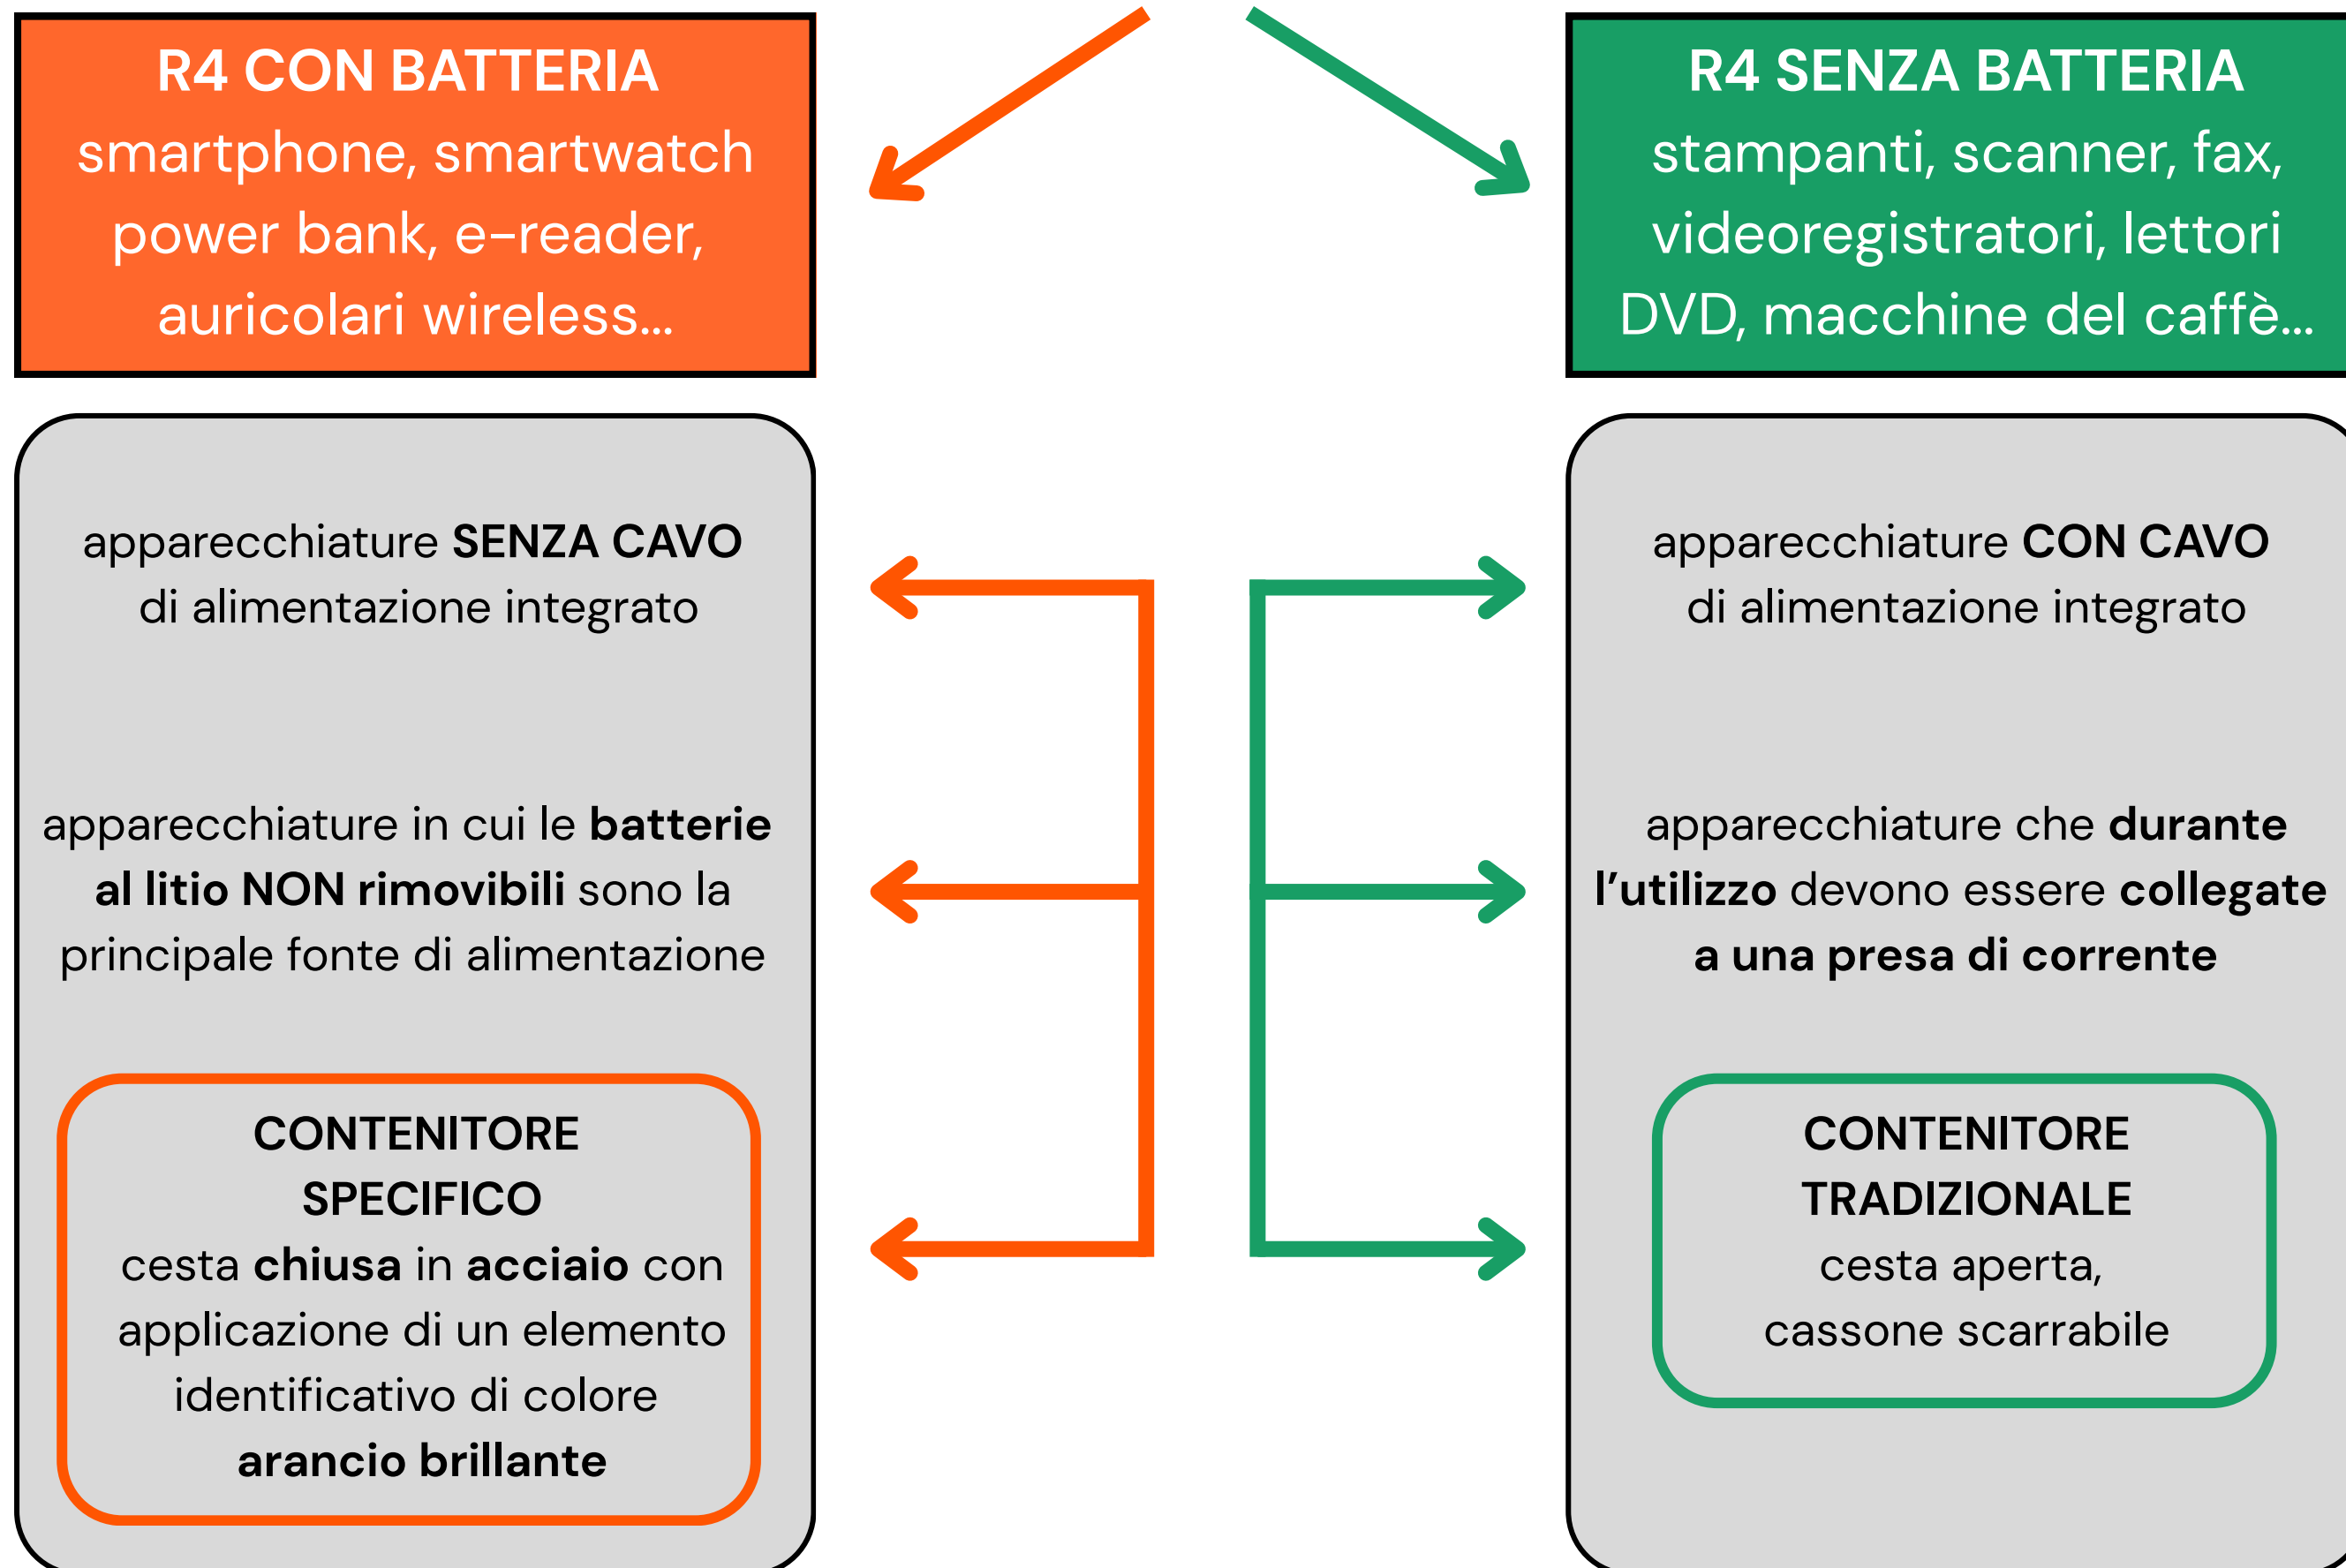 R4 CON BATTERIA
smartphone, smartwatch
power bank, e-reader,
auricolari wireless...
R4 SENZA BATTERIA
stampanti, scanner, fax,
videoregistratori, lettori
DVD, macchine del caffè...
apparecchiature SENZA CAVO
di alimentazione integrato
apparecchiature in cui le batterie
al litio NON rimovibili sono la
principale fonte di alimentazione
CONTENITORE
SPECIFICO
cesta chiusa in acciaio con
applicazione di un elemento
identificativo di colore
arancio brillante
apparecchiature CON CAVO
di alimentazione integrato
apparecchiature che durante
l’utilizzo devono essere collegate
a una presa di corrente
CONTENITORE
TRADIZIONALE
cesta aperta,
cassone scarrabile